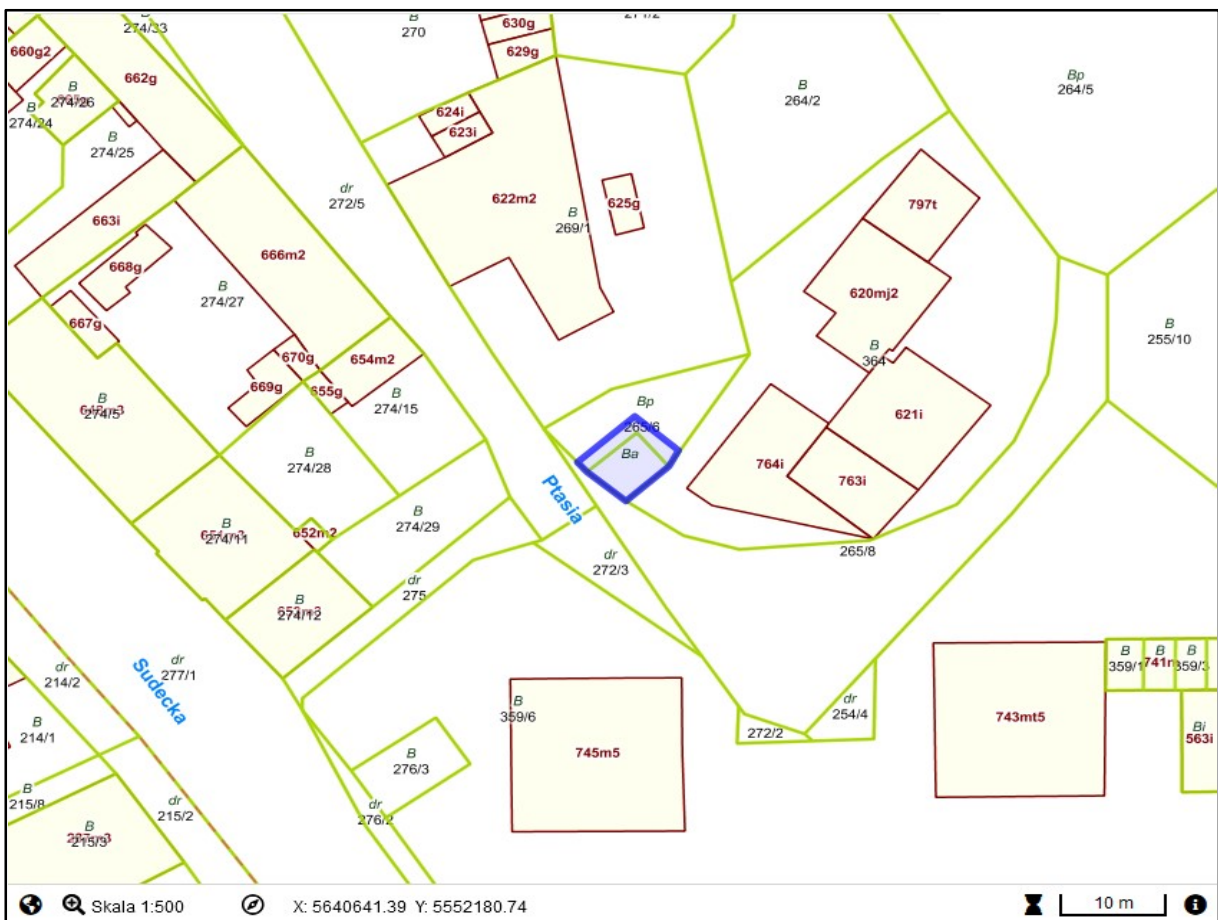 B
274/33
B
270
630g
629g
660g2
662g
B
274/26
B
274/24
B
274/25
624i
623i
B
264/2
Bp
264/5
dr
272/5
622m2
625g
B
269/1
797t
663i
668g
666m2
B
274/27
620mj2
B
364
B
255/10
667g
670g
654m2
669g
655g
B
274/15
B
274/5
Bp
265/6
Ba
621i
764i
763i
B
274/28
Ptasia
B
274/29
652m2
B
274/11
dr
272/3
265/8
dr
275
B
274/12
Sudecka
dr
277/1
dr
214/2
B
214/1
B
359/6
745m5
dr
254/4
272/2
743mt5
B
359/1
B
B
359/3
Bi
563i
B
276/3
dr
276/2
B
215/8
dr
215/2
B
215/3
Skala 1:500
X: 5640641.39 Y: 5552180.74
10 m